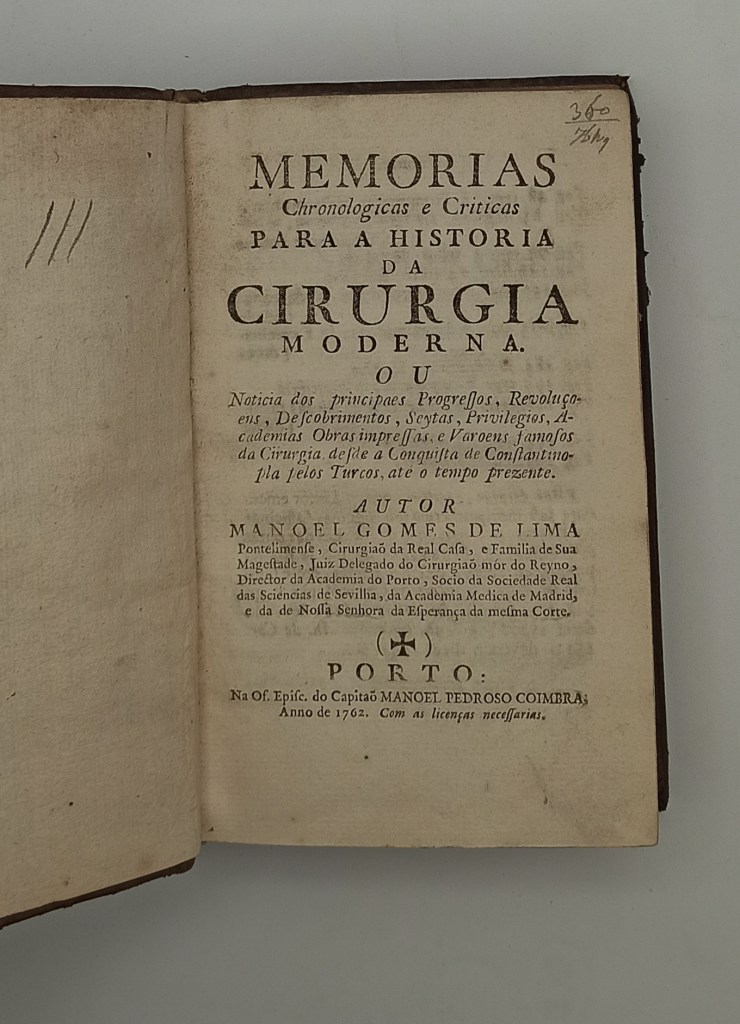 ///
360
MEMORIAS
Chronologicas e Criticas
PARA A HISTORIA
DA
CIRURGIA
MODERNA.
OU
Noticia dos principaes Progreſſos, Revoluço-
ens, Deſcobrimentos, Seytas, Privilegios, A-
cademias Obras impreſſas, e Varoens famoſos
da Cirurgia deſde a Conquiſta de Conſtantino-
pla pelos Turcos, até o tempo prezente.
AUTOR
MANOEL GOMES DE LIMA
Pontelimenſe, Cirurgiaõ da Real Caſa, e Familia de Sua
Mageſtade, Juiz Delegado do Cirurgiaõ mór do Reyno,
Director da Academia do Porto, Socio da Sociedade Real
das Sciencias de Sevilha, da Academia Medica de Madrid,
e da de Noſſa Senhora da Eſperança da meſma Corte.
(✠)
PORTO:
Na Of. Epiſc. do Capitaõ MANOEL PEDROSO COIMBRA;
Anno de 1762. Com as licenças neceſſarias.